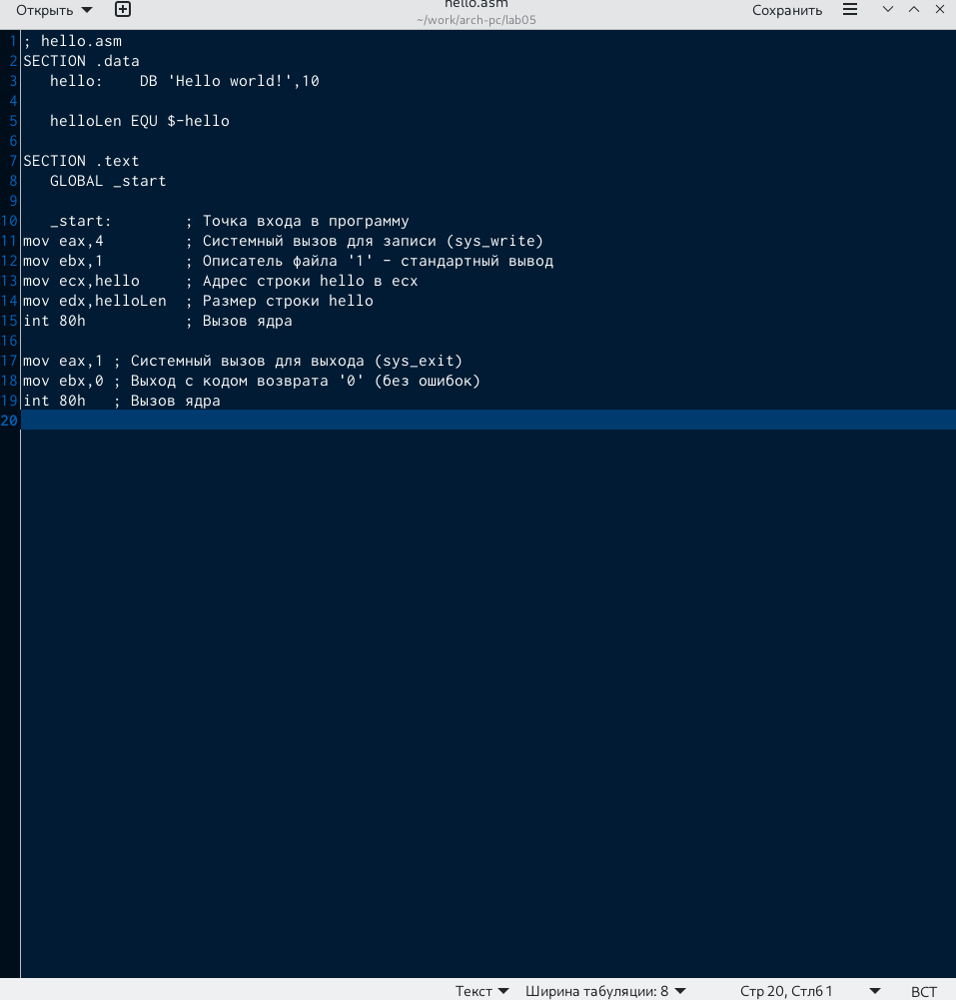 Открыть
hello.asm
~/work/arch-pc/lab05
Сохранить
1 ; hello.asm
2 SECTION .data
3    hello:    DB 'Hello world!',10
4
5    helloLen EQU $-hello
6
7 SECTION .text
8    GLOBAL _start
9
10    _start:        ; Точка входа в программу
11 mov eax,4         ; Системный вызов для записи (sys_write)
12 mov ebx,1         ; Описатель файла '1' - стандартный вывод
13 mov ecx,hello     ; Адрес строки hello в ecx
14 mov edx,helloLen  ; Размер строки hello
15 int 80h           ; Вызов ядра
16
17 mov eax,1 ; Системный вызов для выхода (sys_exit)
18 mov ebx,0 ; Выход с кодом возврата '0' (без ошибок)
19 int 80h   ; Вызов ядра
20
Текст Ширина табуляции: 8 Стр 20, Стлб 1 ВСТ